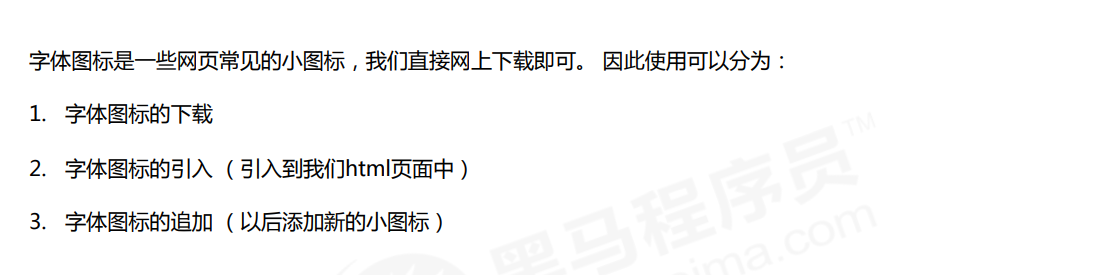 字体图标是一些网页常见的小图标，我们直接网上下载即可。 因此使用可以分为：
1. 字体图标的下载
2. 字体图标的引入 （ 引入到我们html页面中 ）
3. 字体图标的追加 （ 以后添加新的小图标 ）
黑马程序员™
ima.com